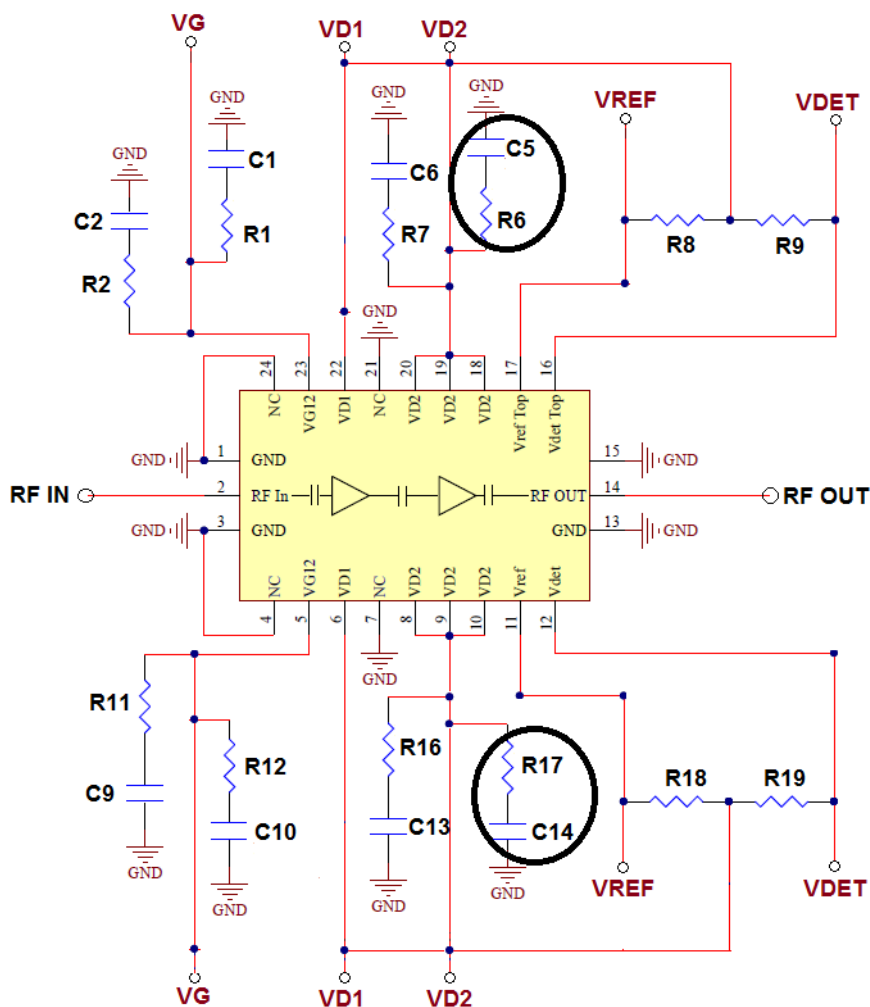 VG
VD1
VD2
VREF
VDET
GND
GND
GND
GND
C1
C6
C5
C2
R1
R7
R6
R8
R9
R2
GND
24
23
22
21
20
19
18
17
16
NC
VG12
VD1
NC
VD2
VD2
VD2
Vref Top
Vdet Top
GND
1
GND
15
GND
RF IN
2
RF In
RF OUT
14
RF OUT
GND
3
GND
GND
13
GND
NC
VG12
VD1
NC
VD2
VD2
VD2
Vref
Vdet
4
5
6
7
8
9
10
11
12
GND
R11
R12
R16
R17
R18
R19
C9
C10
C13
C14
GND
GND
GND
GND
VREF
VDET
VG
VD1
VD2